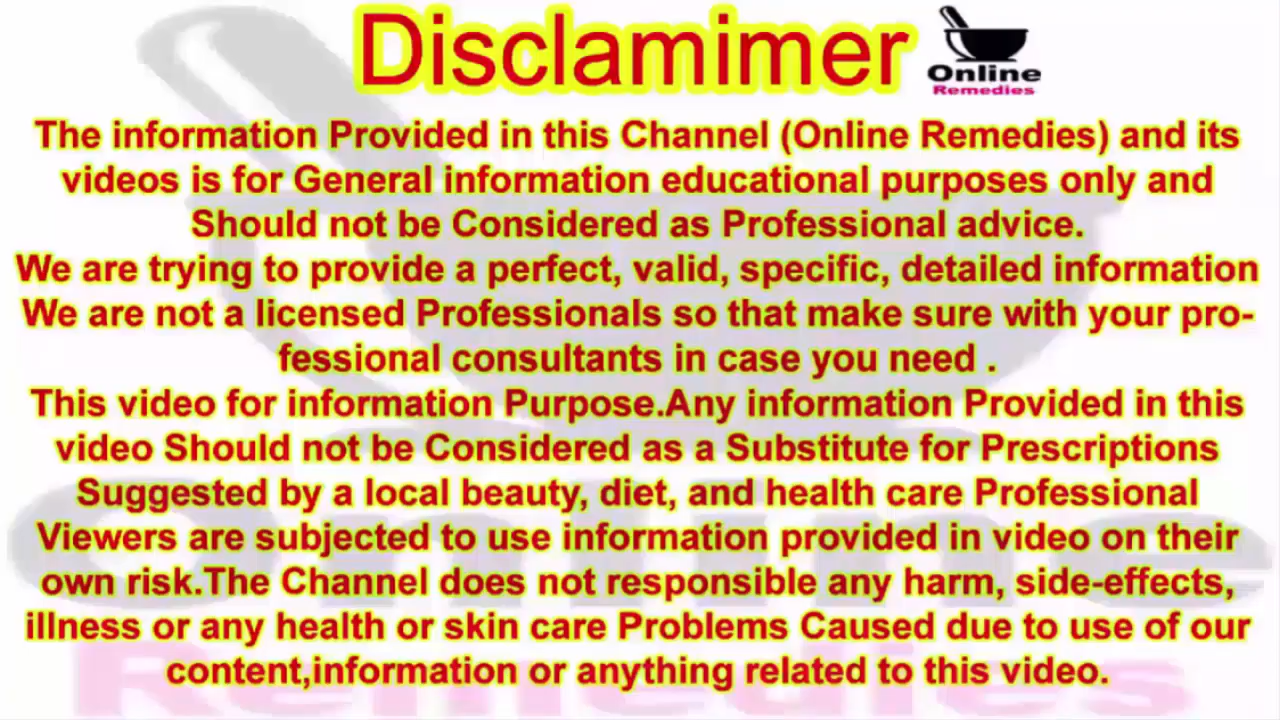 Disclamimer
Online
Remedies
The information Provided in this Channel (Online Remedies) and its
videos is for General information educational purposes only and
Should not be Considered as Professional advice.
We are trying to provide a perfect, valid, specific, detailed information
We are not a licensed Professionals so that make sure with your pro-
fessional consultants in case you need .
This video for information Purpose.Any information Provided in this
video Should not be Considered as a Substitute for Prescriptions
Suggested by a local beauty, diet, and health care Professional
Viewers are subjected to use information provided in video on their
own risk.The Channel does not responsible any harm, side-effects,
illness or any health or skin care Problems Caused due to use of our
content,information or anything related to this video.
Online
Remedies